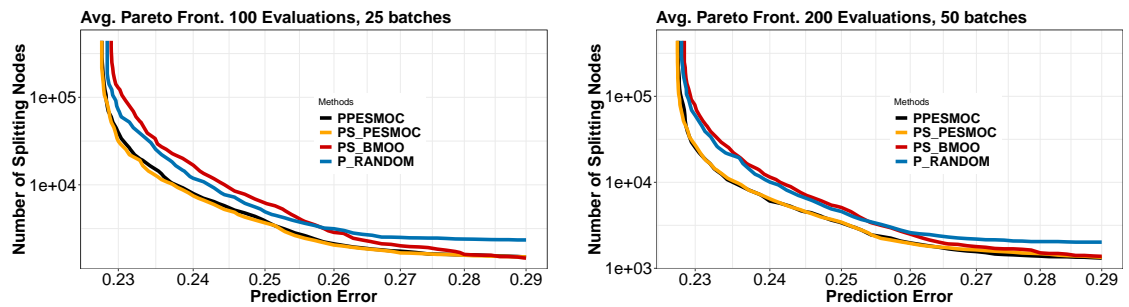 Avg. Pareto Front. 100 Evaluations, 25 batches
Number of Splitting Nodes
1e+05
1e+04
Methods
PPESMOC
PS_PESMOC
PS_BMOO
P_RANDOM
0.23 0.24 0.25 0.26 0.27 0.28 0.29
Prediction Error
Avg. Pareto Front. 200 Evaluations, 50 batches
Number of Splitting Nodes
1e+05
1e+04
1e+03
Methods
PPESMOC
PS_PESMOC
PS_BMOO
P_RANDOM
0.23 0.24 0.25 0.26 0.27 0.28 0.29
Prediction Error